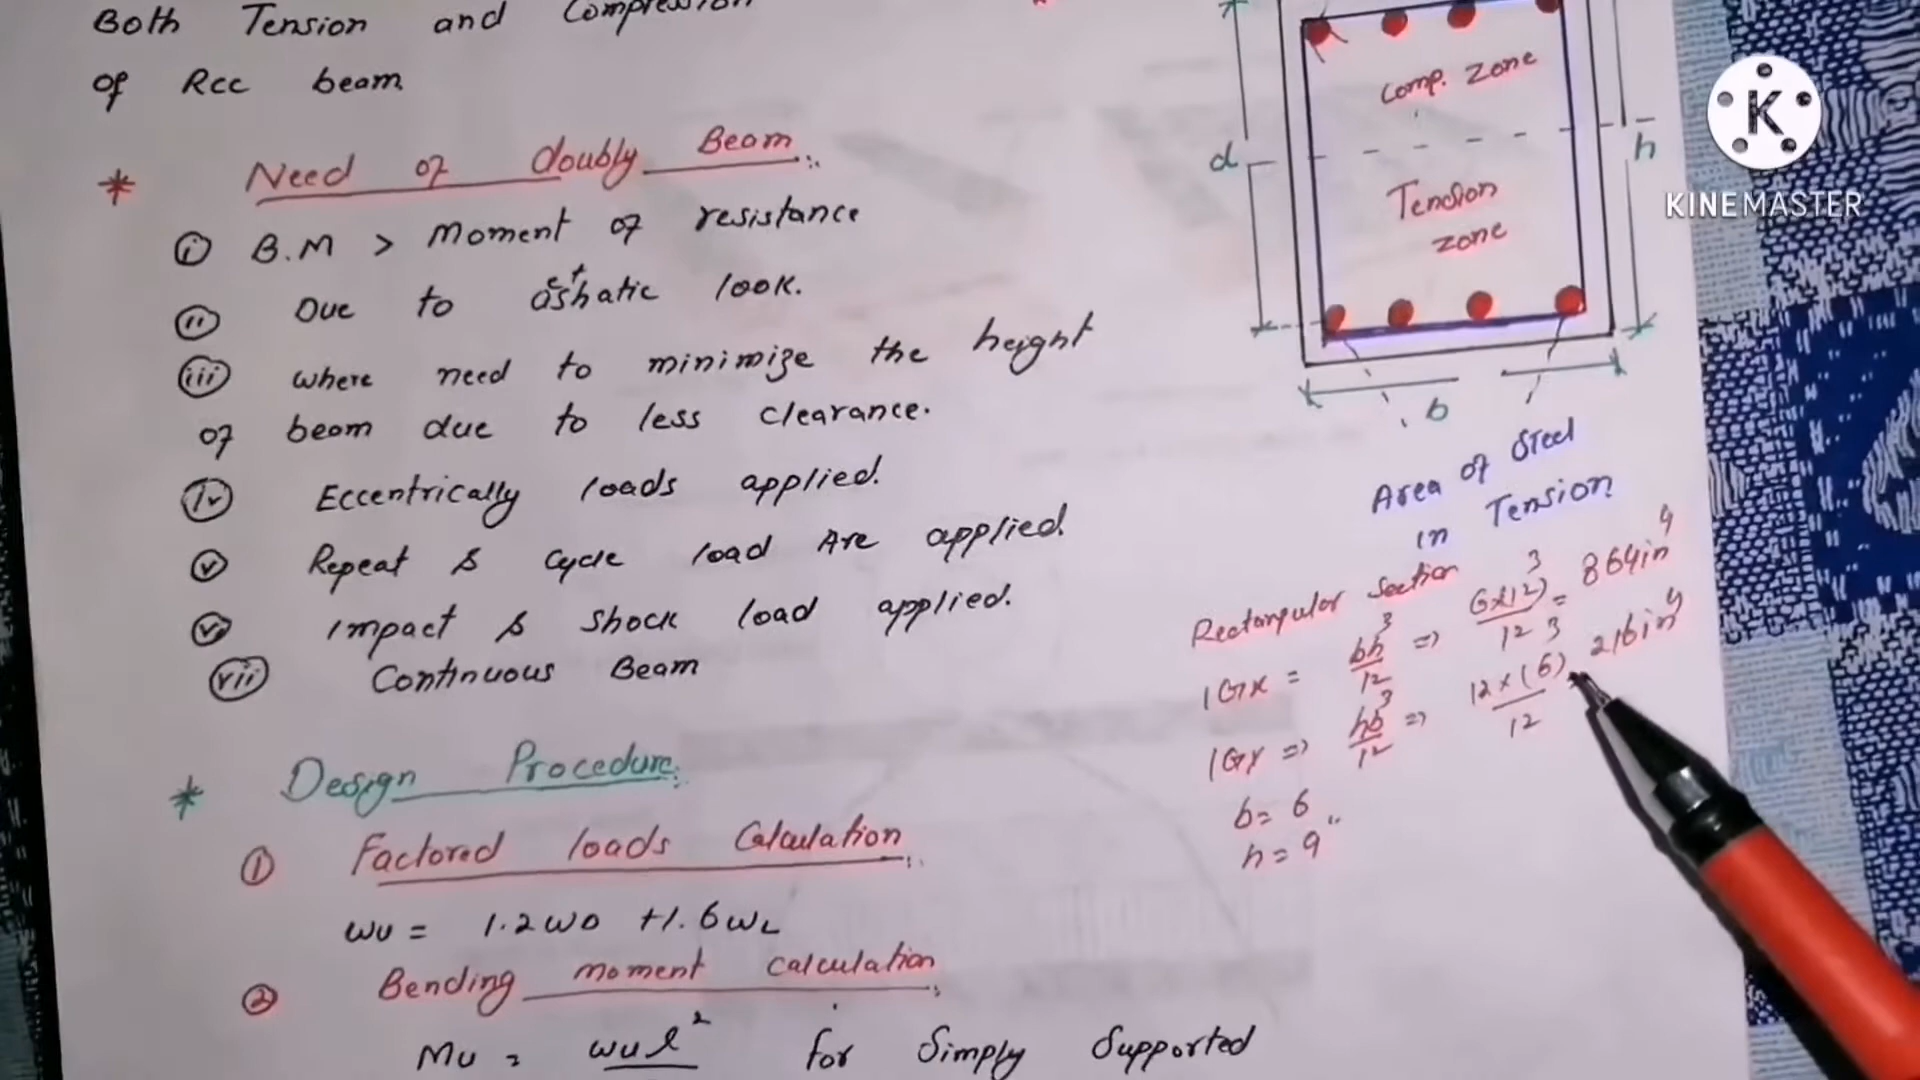 Both Tension and Compression
of Rcc beam
* Need of doubly Beam
(i) B.M > Moment of resistance
(ii) Due to look.
(iii) where need to minimize the height
of beam due to less clearance.
(iv) Eccentrically loads applied.
(v) Repeat & Cycle load Are applied.
(v) Impact & Shock load applied.
(vii) Continuous Beam
* Design Procedure
(1) Factored loads Calculation
wu = 1.2wD +1.6wL
(2) Bending moment calculation
Mu = wul² for Simply Supported
Comp. zone
Tension
zone
d
h
b
Area of Steel
in Tension
Rectangular Section
IGx = bh³/12 => 6x(12)³/12 = 864in⁴
IGy => hb³/12 => 12x(6)³/12 216in⁴
b= 6
h= 9"
K
KINEMASTER